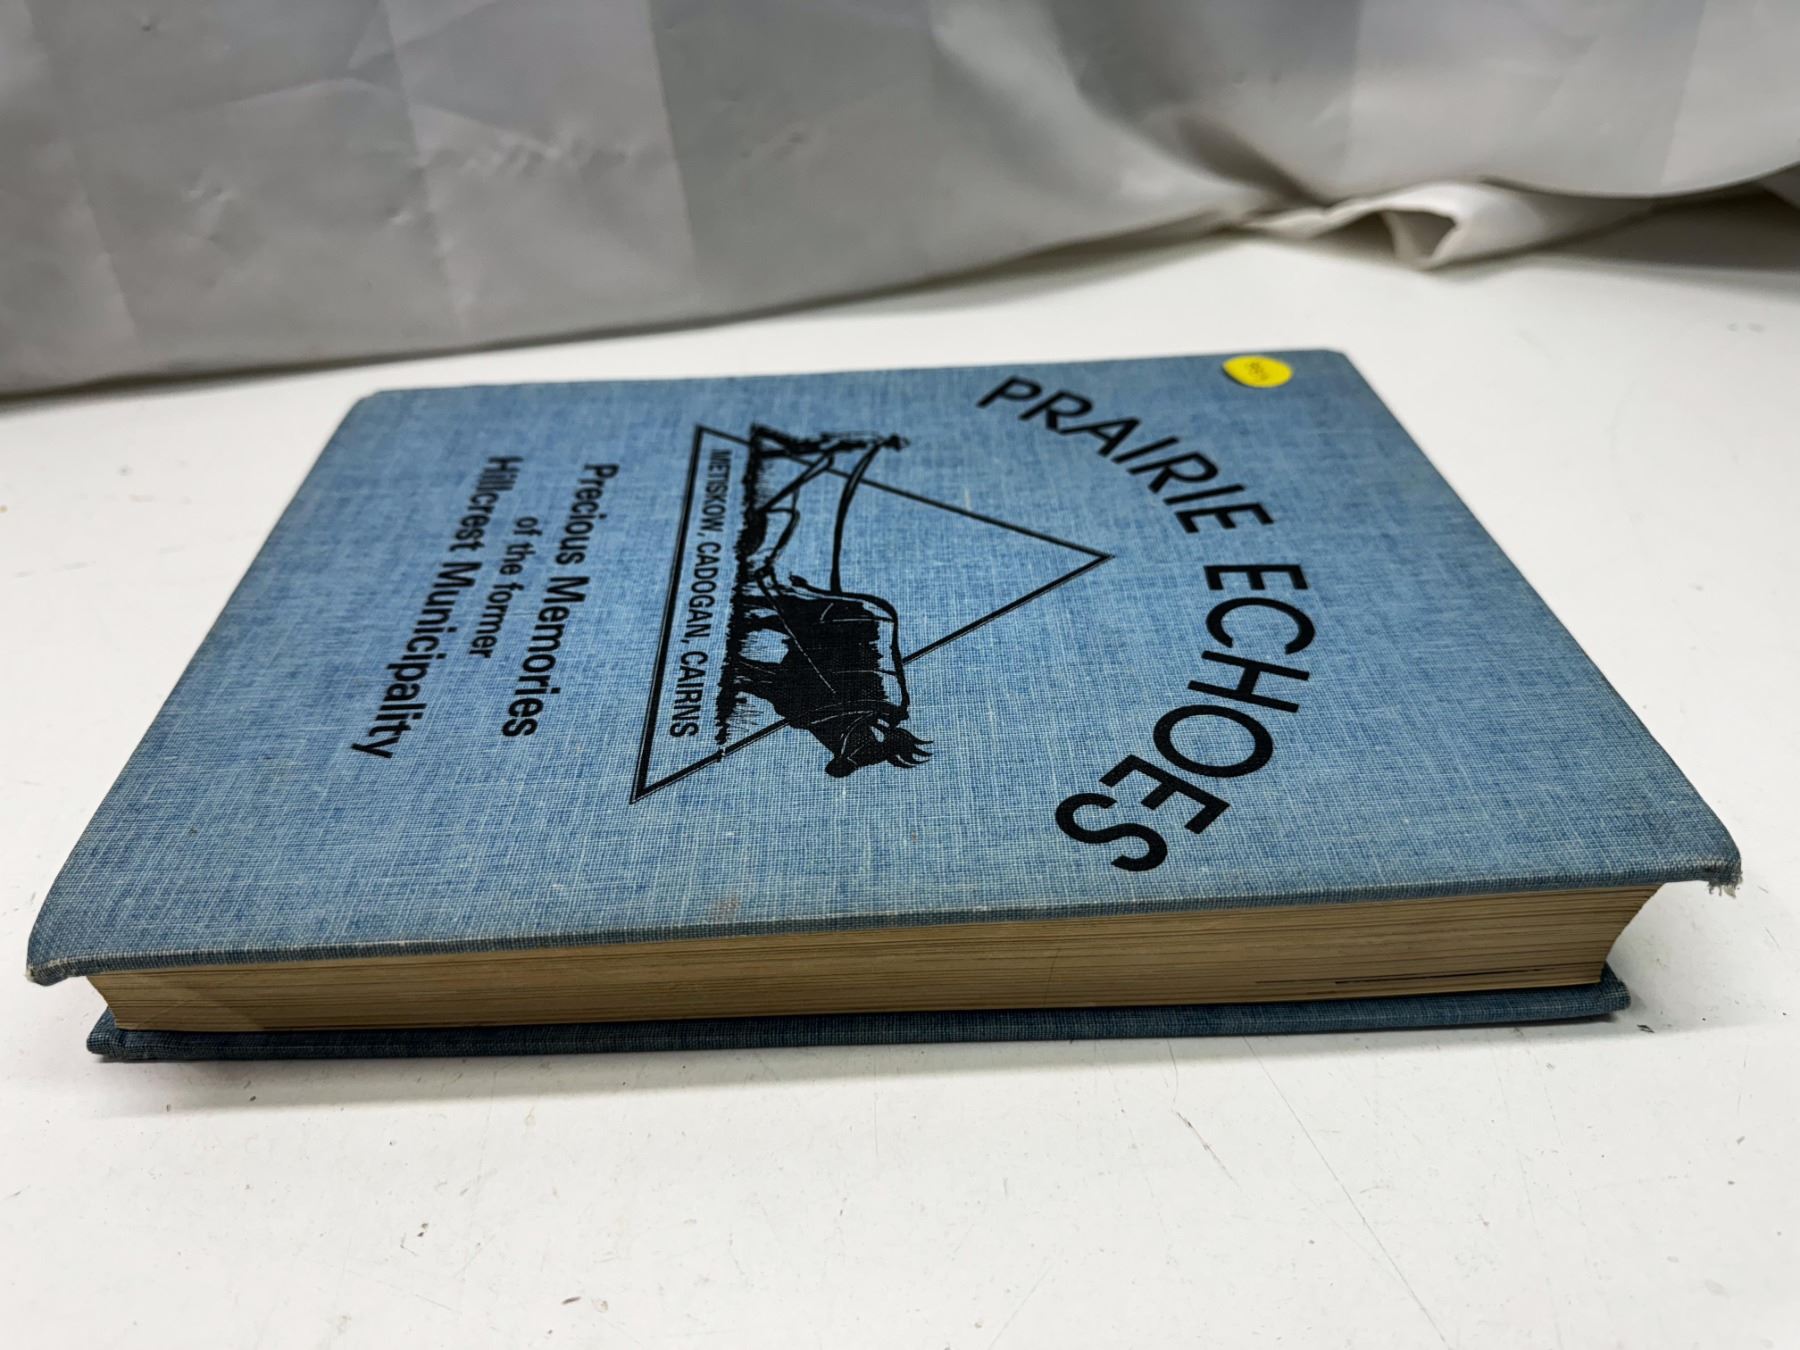 PRAIRIE ECHOES
METISKOW, CADOGAN, CAIRNS
Precious Memories
of the former
Hillcrest Municipality